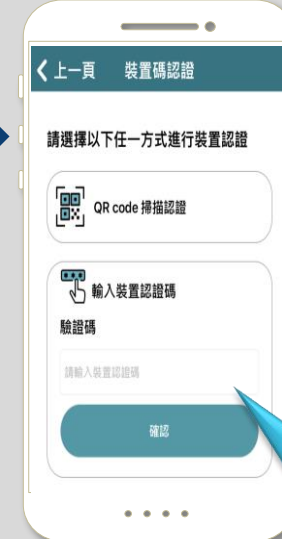 上一頁 裝置碼認證
請選擇以下任一方式進行裝置認證
QR code 掃描認證
輸入裝置認證碼
驗證碼
請輸入裝置認證碼
確認